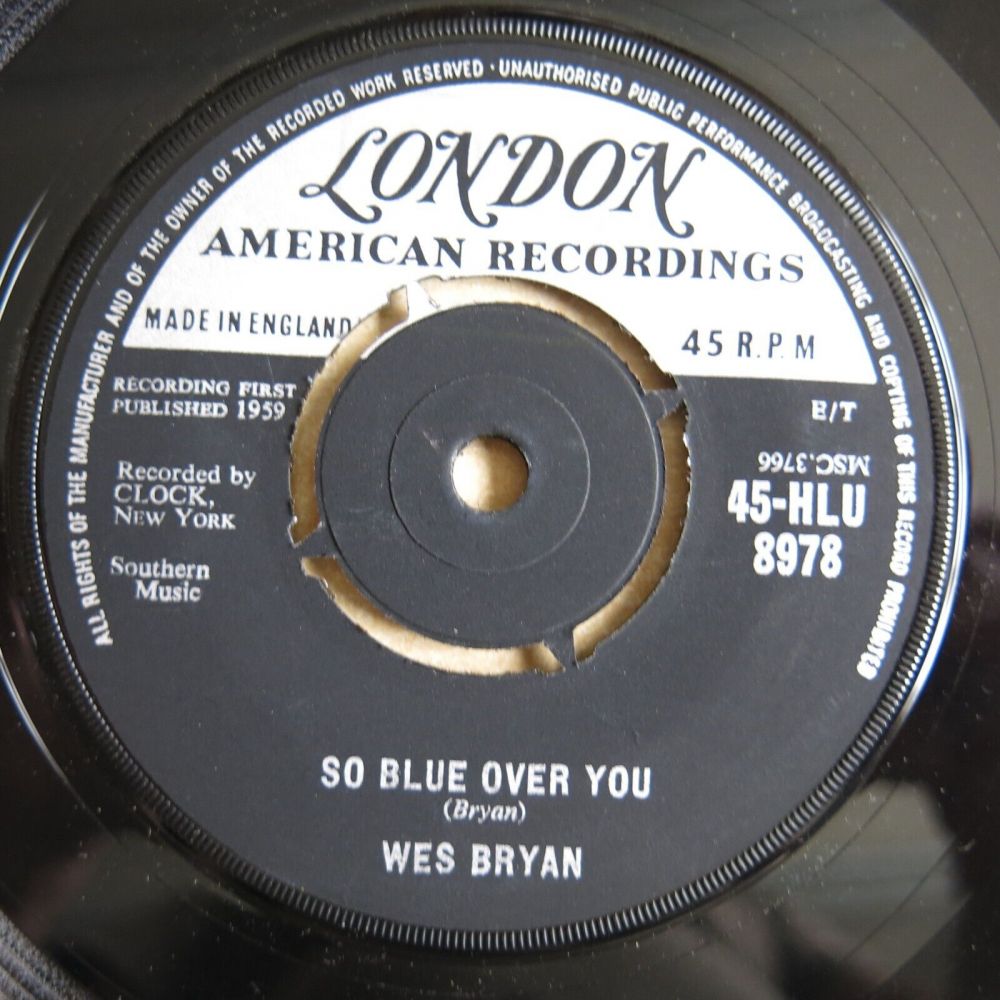 ALL RIGHTS OF THE MANUFACTURER AND OF THE OWNER OF THE RECORDED WORK RESERVED · UNAUTHORISED PUBLIC PERFORMANCE BROADCASTING AND COPYING OF THIS RECORD PROHIBITED
LONDON
AMERICAN RECORDINGS
MADE IN ENGLAND
45 R.P.M
RECORDING FIRST
PUBLISHED 1959
E/T
Recorded by
CLOCK,
NEW YORK
MSC.3766
45-HLU
8978
Southern
Music
SO BLUE OVER YOU
(Bryan)
WES BRYAN